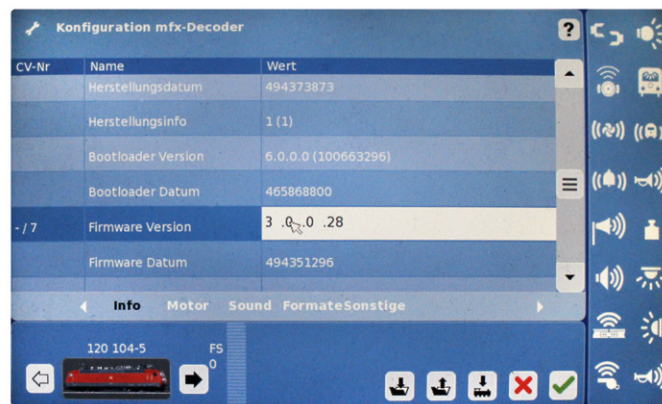 Konfiguration mfx-Decoder
?
CV-Nr Name Wert
Herstellungsdatum 494373873
Herstellungsinfo 1 (1)
Bootloader Version 6.0.0.0 (100663296)
Bootloader Datum 465868800
- / 7 Firmware Version 3 .0 .0 .28
Firmware Datum 494351296
Info Motor Sound FormateSonstige
120 104-5 FS
0